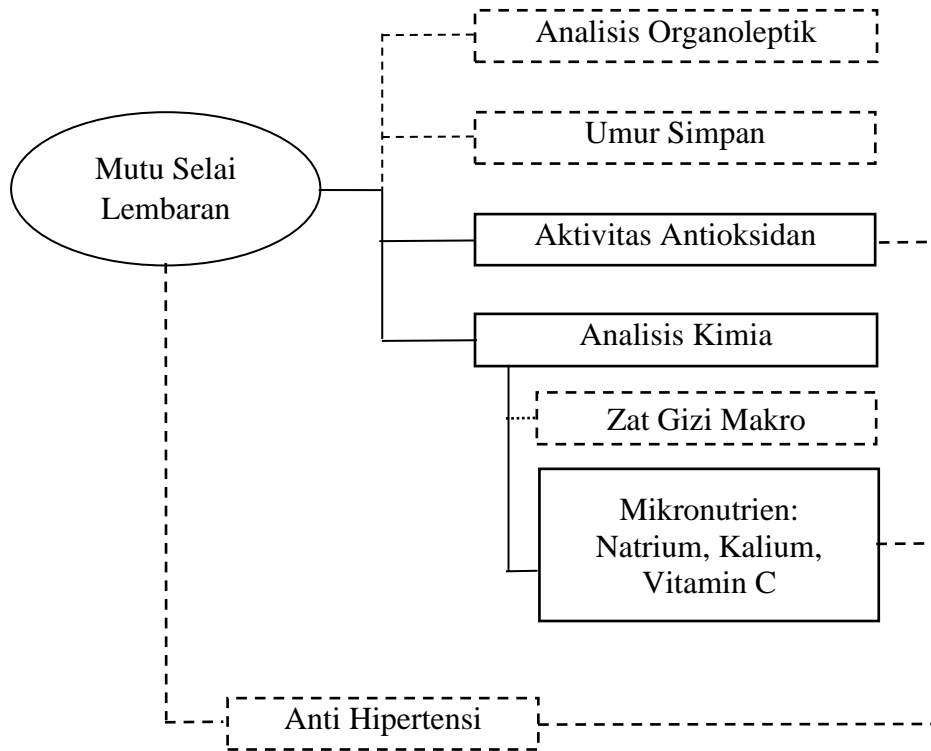 Analisis Organoleptik
Umur Simpan
Mutu Selai
Lembaran
Aktivitas Antioksidan
Analisis Kimia
Zat Gizi Makro
Mikronutrien:
Natrium, Kalium,
Vitamin C
Anti Hipertensi